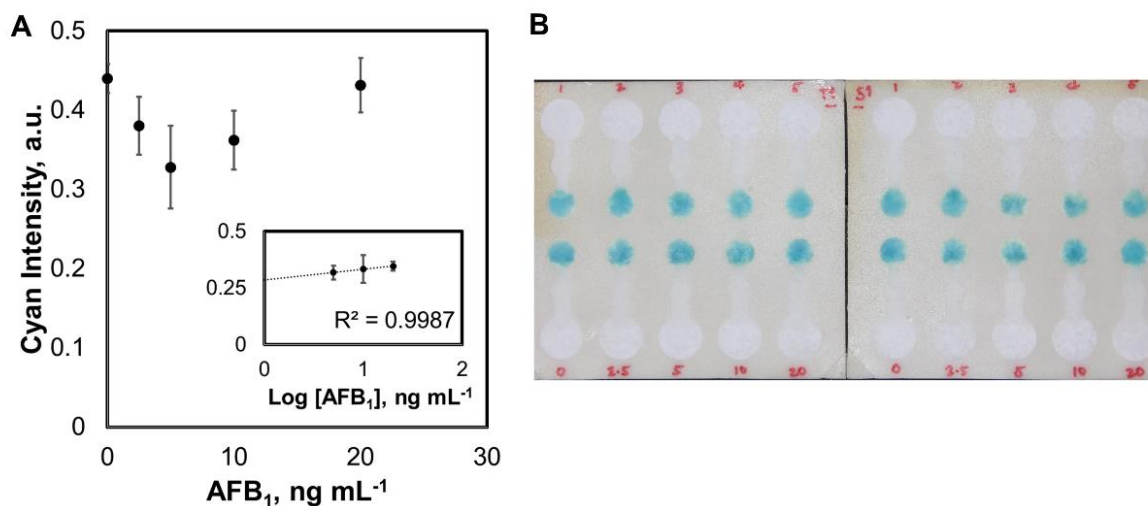 A
B
Cyan Intensity, a.u.
0.5
0.4
0.3
0.2
0.1
0
0 10 20 30
AFB₁, ng mL⁻¹
0.5
0.25
0
R² = 0.9987
0 1 2
Log [AFB₁], ng mL⁻¹
1 2 3 4 5
S1 1 2 3 4 5
0 2.5 5 10 20
0 2.5 5 10 20